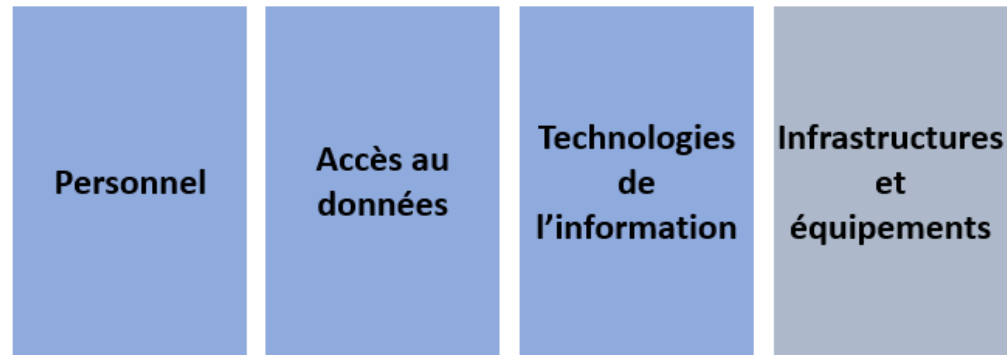 Personnel
Accès au
données
Technologies
de
l’information
Infrastructures
et
équipements